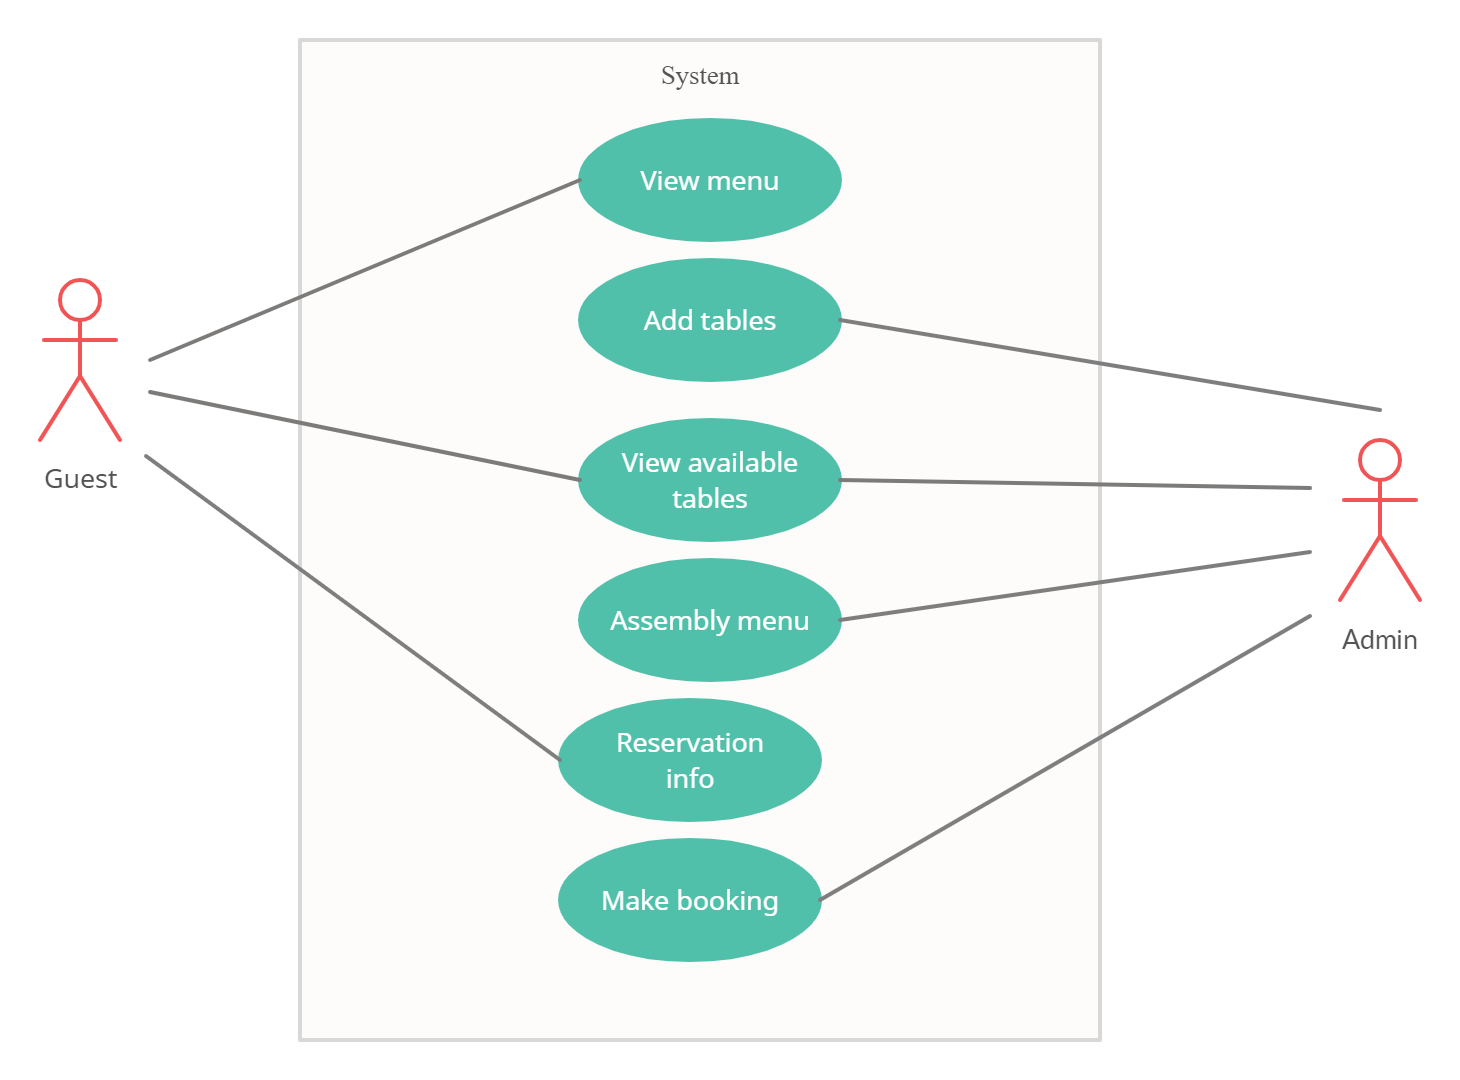 System
View menu
Add tables
View available
tables
Assembly menu
Reservation
info
Make booking
Guest
Admin